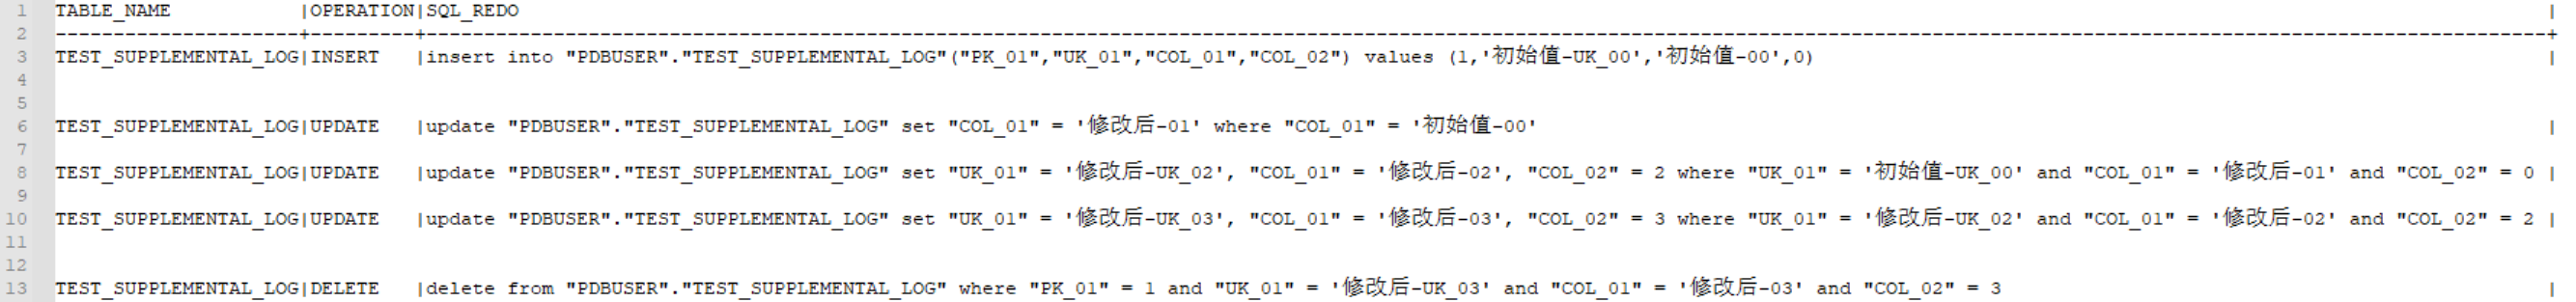 1 TABLE_NAME |OPERATION|SQL_REDO |
2 ---------------------+---------+---------------------------------------------------------------------------------------------------------------------------------------------------------------------------------------+
3 TEST_SUPPLEMENTAL_LOG|INSERT |insert into "PDBUSER"."TEST_SUPPLEMENTAL_LOG"("PK_01","UK_01","COL_01","COL_02") values (1,'初始值-UK_00','初始值-00',0) |
4
5
6 TEST_SUPPLEMENTAL_LOG|UPDATE |update "PDBUSER"."TEST_SUPPLEMENTAL_LOG" set "COL_01" = '修改后-01' where "COL_01" = '初始值-00' |
7
8 TEST_SUPPLEMENTAL_LOG|UPDATE |update "PDBUSER"."TEST_SUPPLEMENTAL_LOG" set "UK_01" = '修改后-UK_02', "COL_01" = '修改后-02', "COL_02" = 2 where "UK_01" = '初始值-UK_00' and "COL_01" = '修改后-01' and "COL_02" = 0 |
9
10 TEST_SUPPLEMENTAL_LOG|UPDATE |update "PDBUSER"."TEST_SUPPLEMENTAL_LOG" set "UK_01" = '修改后-UK_03', "COL_01" = '修改后-03', "COL_02" = 3 where "UK_01" = '修改后-UK_02' and "COL_01" = '修改后-02' and "COL_02" = 2 |
11
12
13 TEST_SUPPLEMENTAL_LOG|DELETE |delete from "PDBUSER"."TEST_SUPPLEMENTAL_LOG" where "PK_01" = 1 and "UK_01" = '修改后-UK_03' and "COL_01" = '修改后-03' and "COL_02" = 3 |